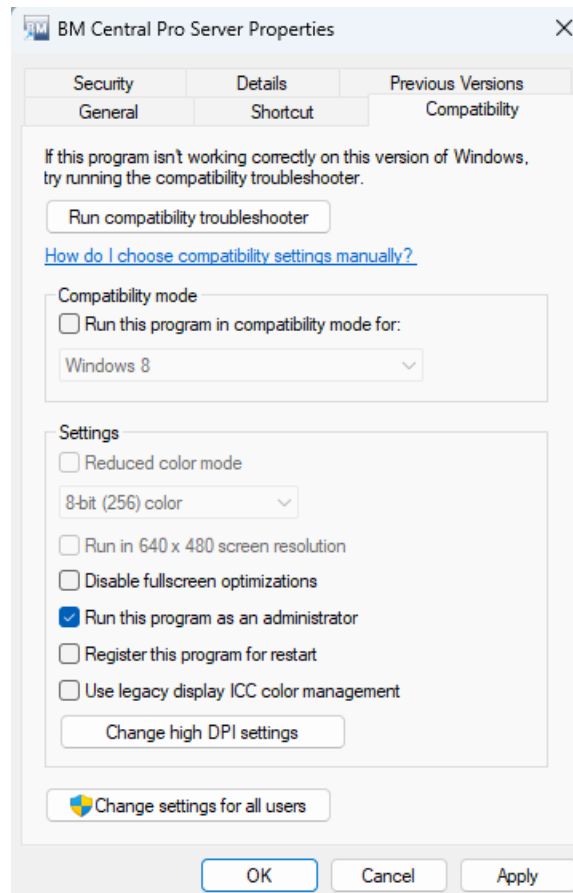 BM Central Pro Server Properties
Security Details Previous Versions
General Shortcut Compatibility
If this program isn't working correctly on this version of Windows,
try running the compatibility troubleshooter.
Run compatibility troubleshooter
How do I choose compatibility settings manually?
Compatibility mode
Run this program in compatibility mode for:
Windows 8
Settings
Reduced color mode
8-bit (256) color
Run in 640 x 480 screen resolution
Disable fullscreen optimizations
Run this program as an administrator
Register this program for restart
Use legacy display ICC color management
Change high DPI settings
Change settings for all users
OK Cancel Apply